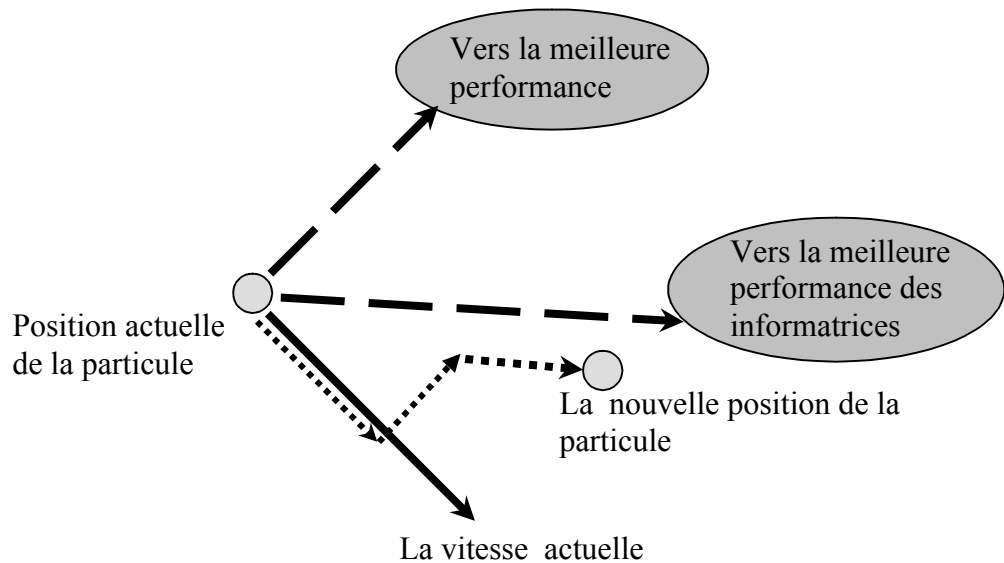 Vers la meilleure
performance
Vers la meilleure
performance des
informatrices
Position actuelle
de la particule
La nouvelle position de la
particule
La vitesse actuelle